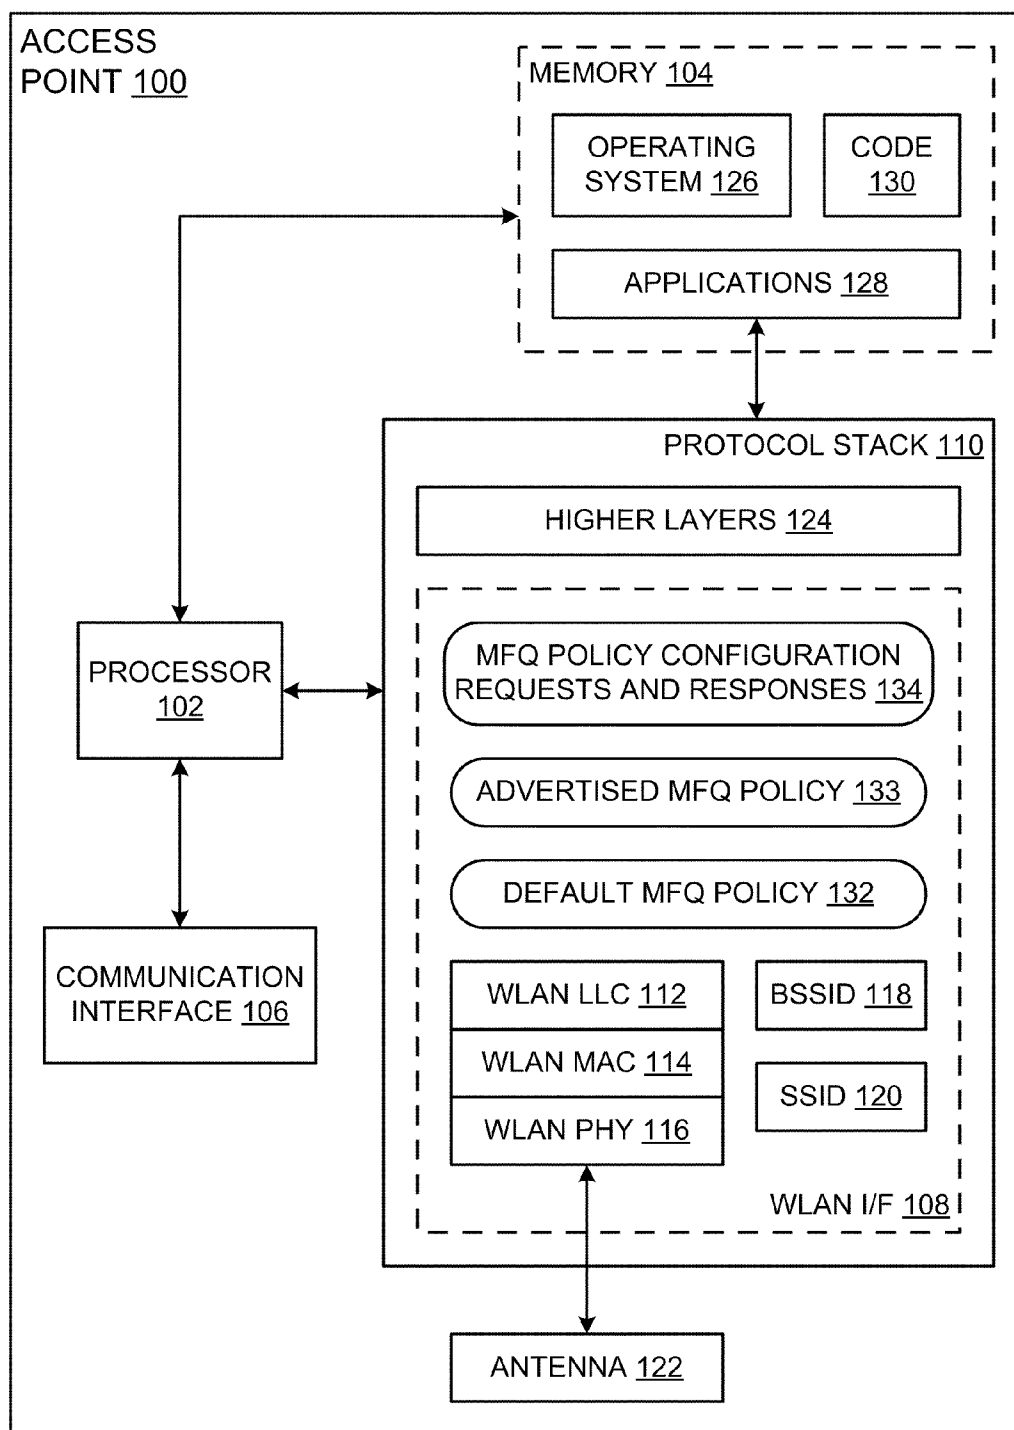 ACCESS
POINT 100
MEMORY 104
OPERATING
SYSTEM 126
CODE
130
APPLICATIONS 128
PROTOCOL STACK 110
HIGHER LAYERS 124
MFQ POLICY CONFIGURATION
REQUESTS AND RESPONSES 134
PROCESSOR
102
ADVERTISED MFQ POLICY 133
DEFAULT MFQ POLICY 132
COMMUNICATION
INTERFACE 106
WLAN LLC 112
BSSID 118
WLAN MAC 114
SSID 120
WLAN PHY 116
WLAN I/F 108
ANTENNA 122